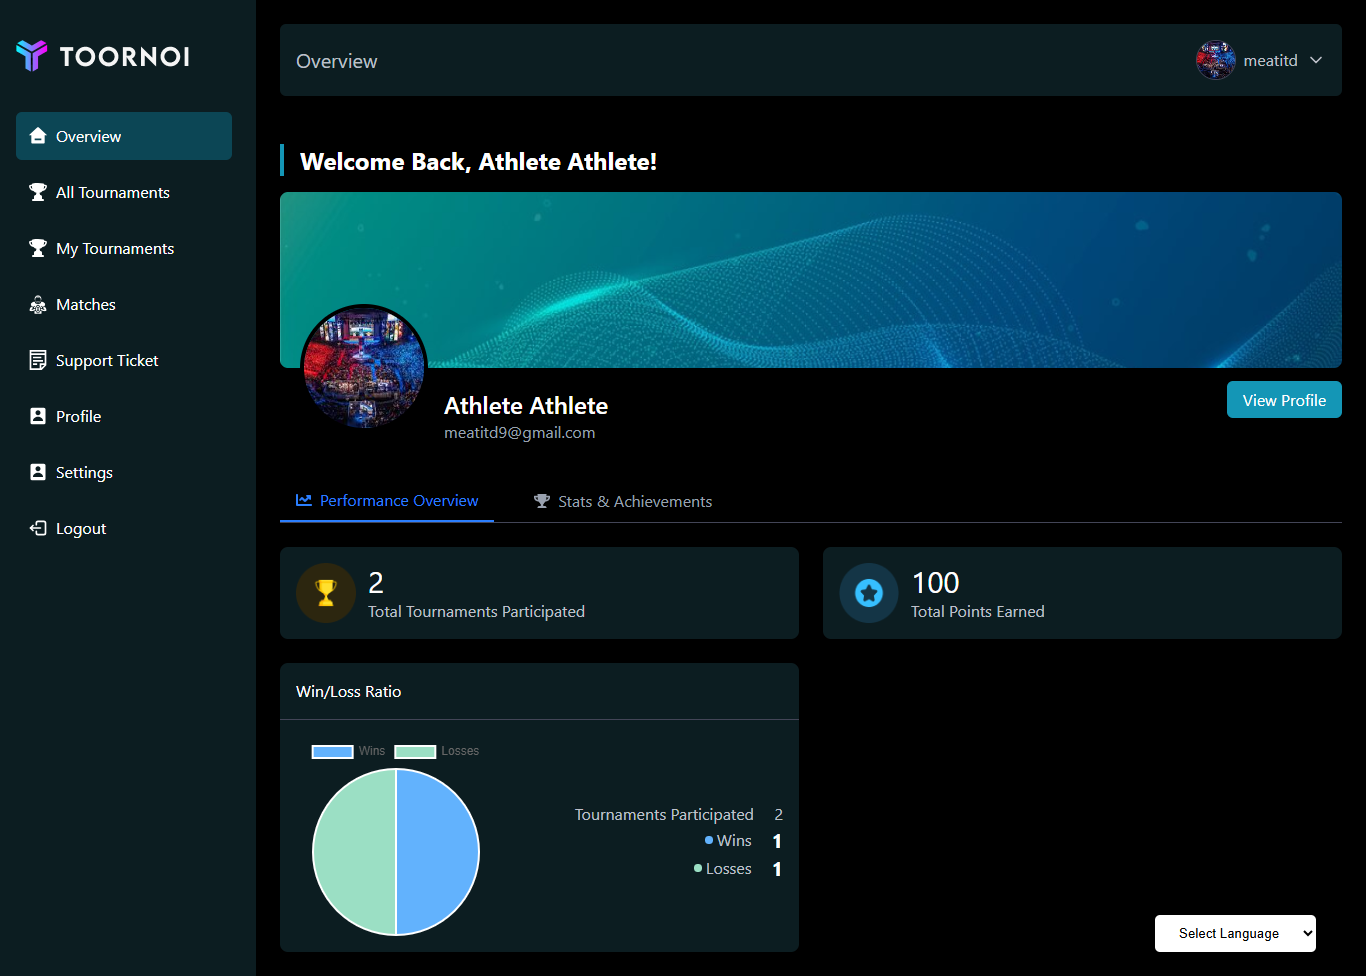 TOORNOI
Overview
All Tournaments
My Tournaments
Matches
Support Ticket
Profile
Settings
Logout
Overview
meatitd
Welcome Back, Athlete Athlete!
Athlete Athlete
meatitd9@gmail.com
View Profile
Performance Overview
Stats & Achievements
2
Total Tournaments Participated
100
Total Points Earned
Win/Loss Ratio
Wins Losses
Tournaments Participated 2
Wins 1
Losses 1
Select Language